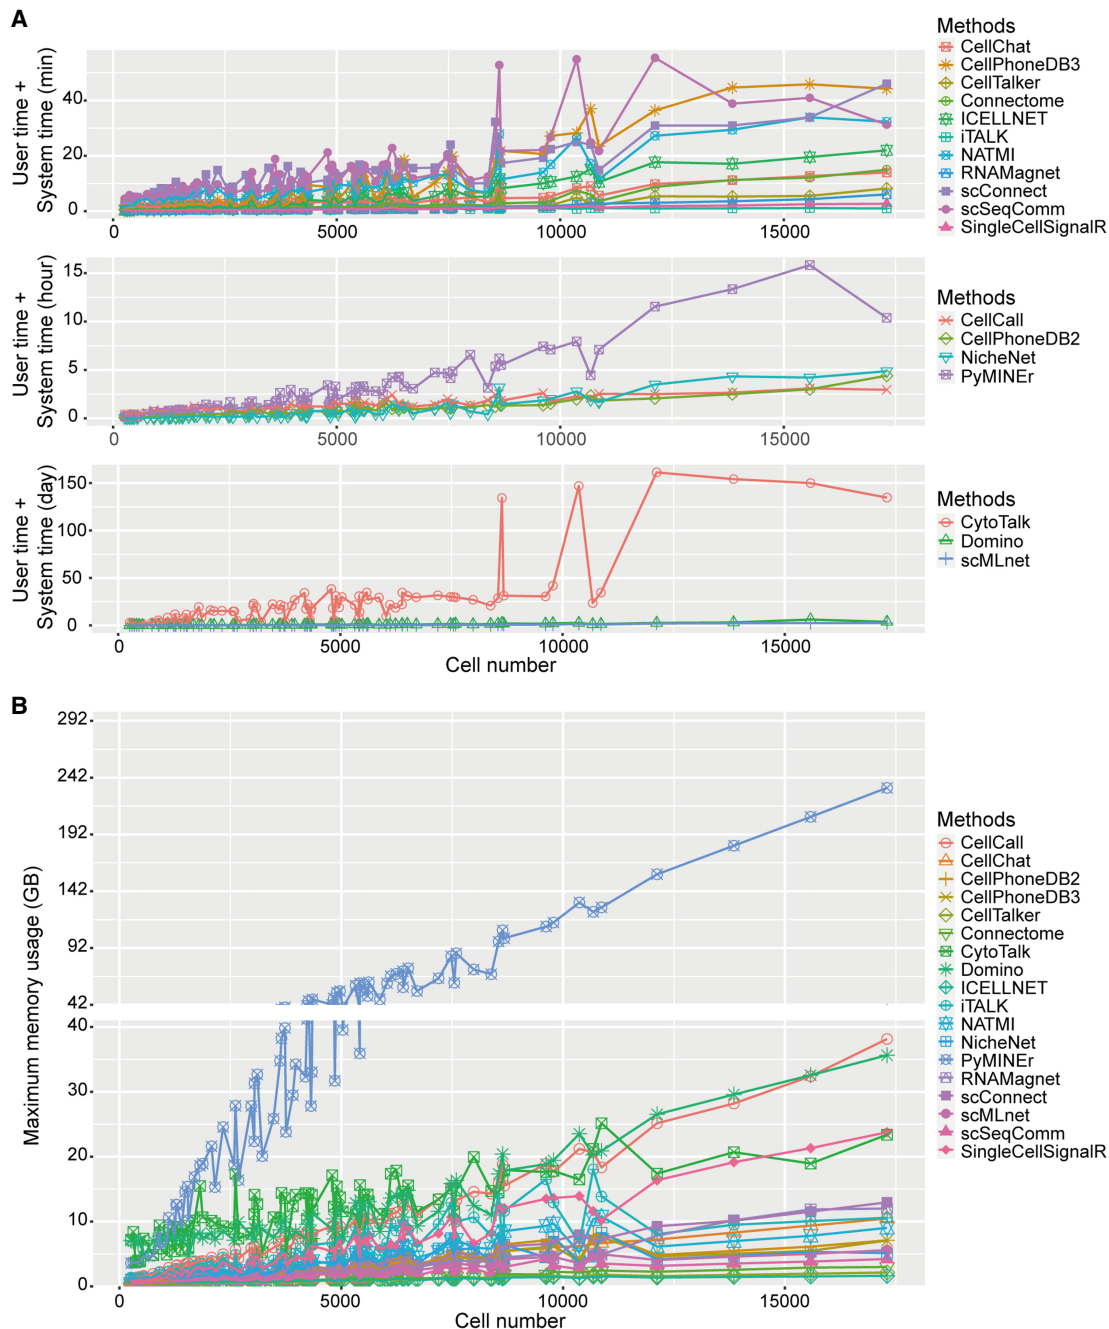 A
User time +
System time (min)
40
20
0
0
5000
10000
15000
Methods
CellChat
CellPhoneDB3
CellTalker
Connectome
ICELLNET
iTALK
NATMI
RNAMagnet
scConnect
scSeqComm
SingleCellSignalR
User time +
System time (hour)
15
10
5
0
0
5000
10000
15000
Methods
CellCall
CellPhoneDB2
NicheNet
PyMINEr
User time +
System time (day)
150
100
50
0
0
5000
10000
15000
Cell number
Methods
CytoTalk
Domino
scMLnet
B
Maximum memory usage (GB)
292
242
192
142
92
42
40
30
20
10
0
0
5000
10000
15000
Cell number
Methods
CellCall
CellChat
CellPhoneDB2
CellPhoneDB3
CellTalker
Connectome
CytoTalk
Domino
ICELLNET
iTALK
NATMI
NicheNet
PyMINEr
RNAMagnet
scConnect
scMLnet
scSeqComm
SingleCellSignalR